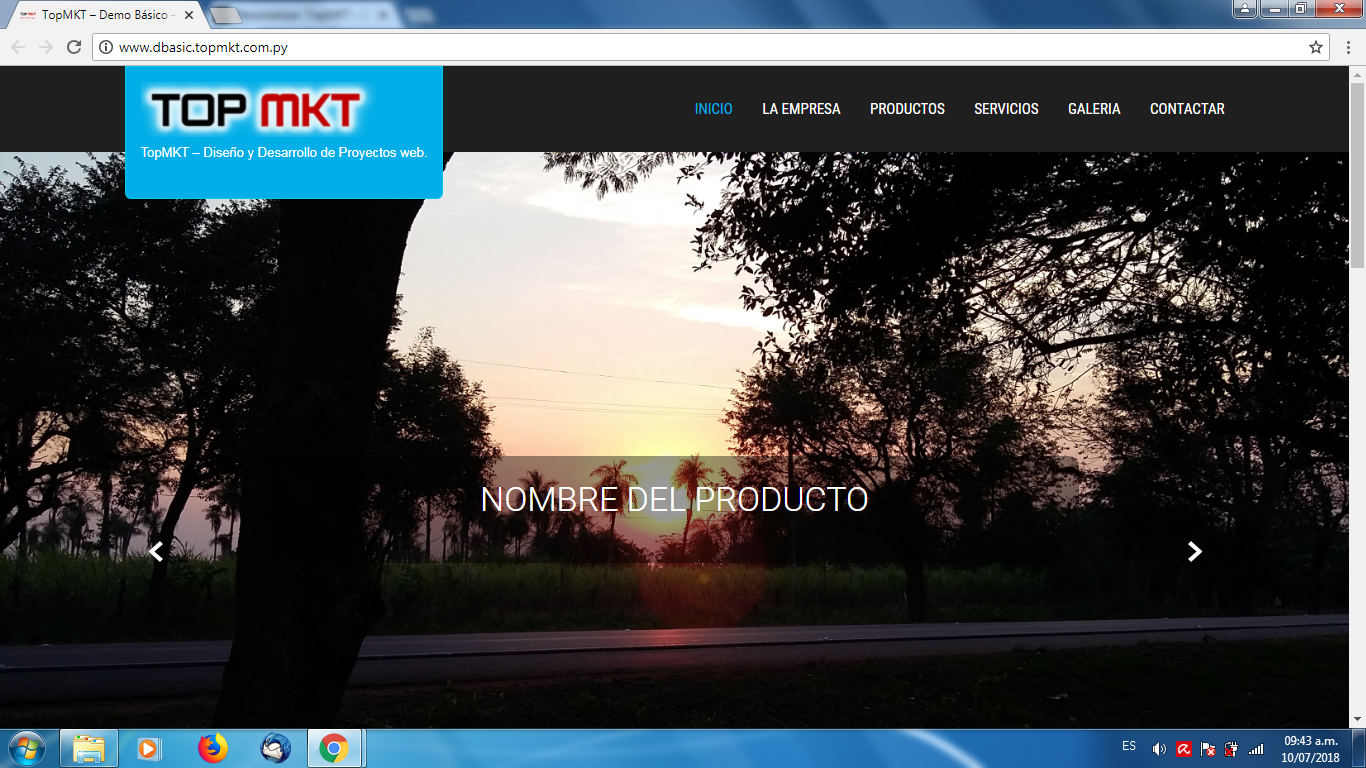 TopMKT – Demo Básico –
www.dbasic.topmkt.com.py
TOP MKT
TopMKT – Diseño y Desarrollo de Proyectos web.
INICIO LA EMPRESA PRODUCTOS SERVICIOS GALERIA CONTACTAR
NOMBRE DEL PRODUCTO
ES
09:43 a.m.
10/07/2018